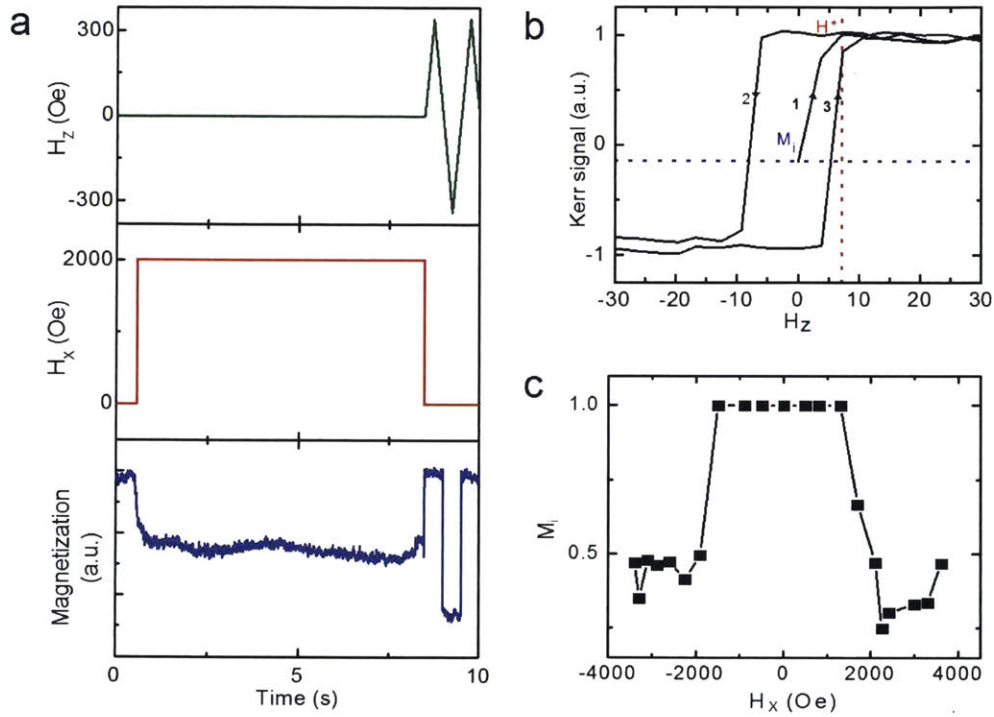 a
300
0
-300
H_Z (Oe)
2000
0
H_X (Oe)
Magnetization
(a.u.)
0
5
10
Time (s)
b
H*
1
0
-1
Kerr signal (a.u.)
2
1
3
M_i
-30
-20
-10
0
10
20
30
H_Z
c
1.0
0.5
M_i
-4000
-2000
0
2000
4000
H_X (Oe)